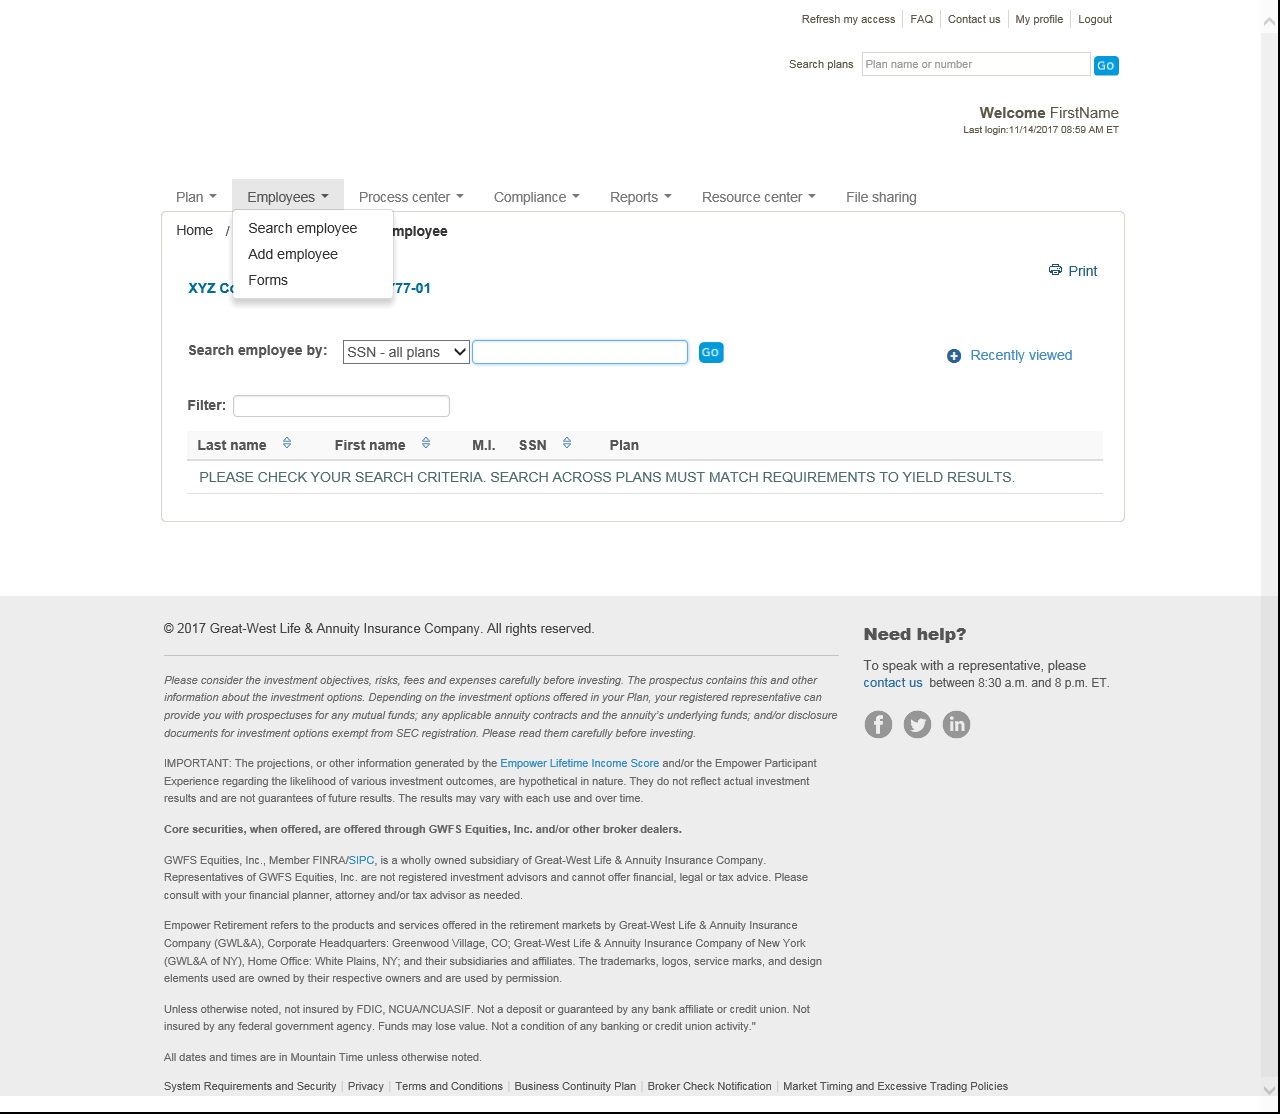 Refresh my access FAQ Contact us My profile Logout
Search plans Plan name or number GO
Welcome FirstName
Last login:11/14/2017 08:59 AM ET
Plan Employees Process center Compliance Reports Resource center File sharing
Home / mployee
Search employee
Add employee
Forms
Print
XYZ Co 77-01
Search employee by: SSN - all plans GO
Recently viewed
Filter:
Last name First name M.I. SSN Plan
PLEASE CHECK YOUR SEARCH CRITERIA. SEARCH ACROSS PLANS MUST MATCH REQUIREMENTS TO YIELD RESULTS.
© 2017 Great-West Life & Annuity Insurance Company. All rights reserved.
Please consider the investment objectives, risks, fees and expenses carefully before investing. The prospectus contains this and other
information about the investment options. Depending on the investment options offered in your Plan, your registered representative can
provide you with prospectuses for any mutual funds; any applicable annuity contracts and the annuity's underlying funds; and/or disclosure
documents for investment options exempt from SEC registration. Please read them carefully before investing.
IMPORTANT: The projections, or other information generated by the Empower Lifetime Income Score and/or the Empower Participant
Experience regarding the likelihood of various investment outcomes, are hypothetical in nature. They do not reflect actual investment
results and are not guarantees of future results. The results may vary with each use and over time.
Core securities, when offered, are offered through GWFS Equities, Inc. and/or other broker dealers.
GWFS Equities, Inc., Member FINRA/SIPC, is a wholly owned subsidiary of Great-West Life & Annuity Insurance Company.
Representatives of GWFS Equities, Inc. are not registered investment advisors and cannot offer financial, legal or tax advice. Please
consult with your financial planner, attorney and/or tax advisor as needed.
Empower Retirement refers to the products and services offered in the retirement markets by Great-West Life & Annuity Insurance
Company (GWL&A), Corporate Headquarters: Greenwood Village, CO; Great-West Life & Annuity Insurance Company of New York
(GWL&A of NY), Home Office: White Plains, NY; and their subsidiaries and affiliates. The trademarks, logos, service marks, and design
elements used are owned by their respective owners and are used by permission.
Unless otherwise noted, not insured by FDIC, NCUA/NCUASIF. Not a deposit or guaranteed by any bank affiliate or credit union. Not
insured by any federal government agency. Funds may lose value. Not a condition of any banking or credit union activity."
All dates and times are in Mountain Time unless otherwise noted.
System Requirements and Security | Privacy | Terms and Conditions | Business Continuity Plan | Broker Check Notification | Market Timing and Excessive Trading Policies
Need help?
To speak with a representative, please
contact us between 8:30 a.m. and 8 p.m. ET.
f in